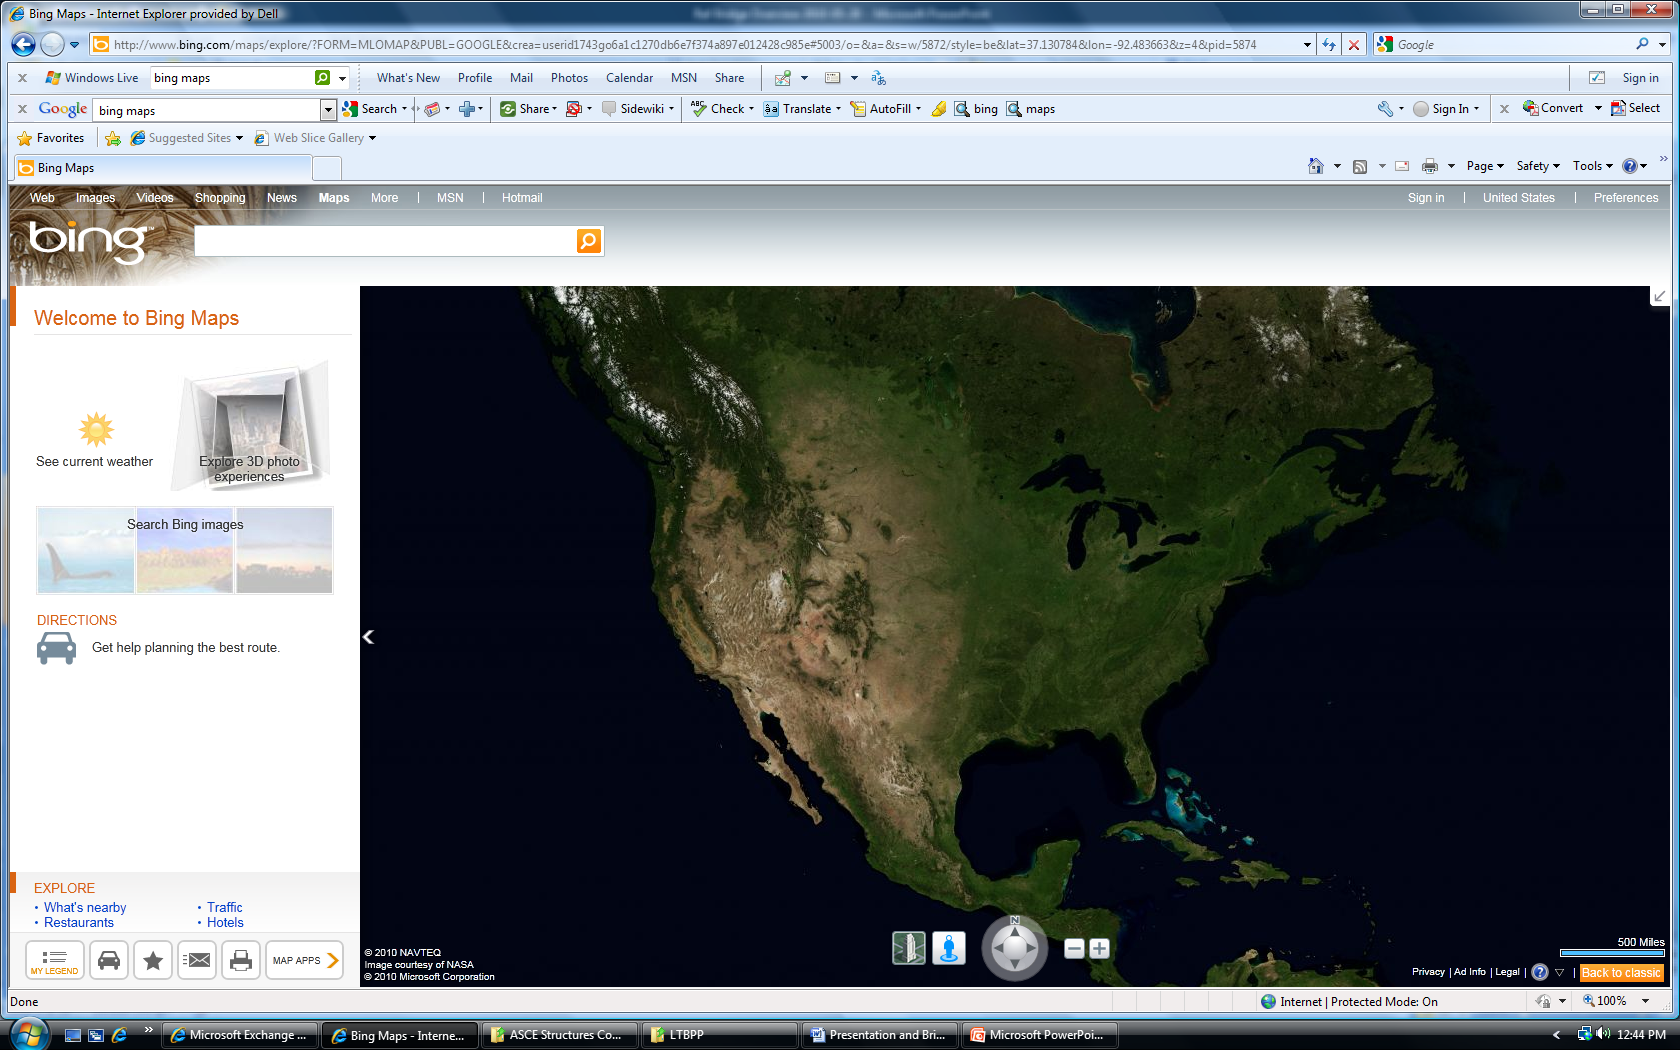 Bing Maps - Internet Explorer provided by Dell
http://www.bing.com/maps/explore/?FORM=MLOMAP&PUBL=GOOGLE&crea=userid1743go6a1c1270db6e7f374a897e012428c985e#5003/o=&a=&s=w/5872/style=be&lat=37.130784&lon=-92.483663&z=4&pid=5874
Google
Windows Live bing maps What's New Profile Mail Photos Calendar MSN Share Sign in
Google bing maps Search Share Sidewiki Check Translate AutoFill bing maps Sign In Convert Select
Favorites Suggested Sites Web Slice Gallery
Bing Maps Page Safety Tools
Web Images Videos Shopping News Maps More | MSN | Hotmail Sign in | United States | Preferences
bing™
Welcome to Bing Maps
See current weather
Explore 3D photo
experiences
Search Bing images
DIRECTIONS
Get help planning the best route.
EXPLORE
• What's nearby • Traffic
• Restaurants • Hotels
MY LEGEND
MAP APPS
N
© 2010 NAVTEQ
Image courtesy of NASA
© 2010 Microsoft Corporation
500 Miles
Privacy | Ad Info | Legal | | Back to classic
Done Internet | Protected Mode: On 100%
Microsoft Exchange ... Bing Maps - Interne... ASCE Structures Co... LTBPP Presentation and Bri... Microsoft PowerPoi... 12:44 PM